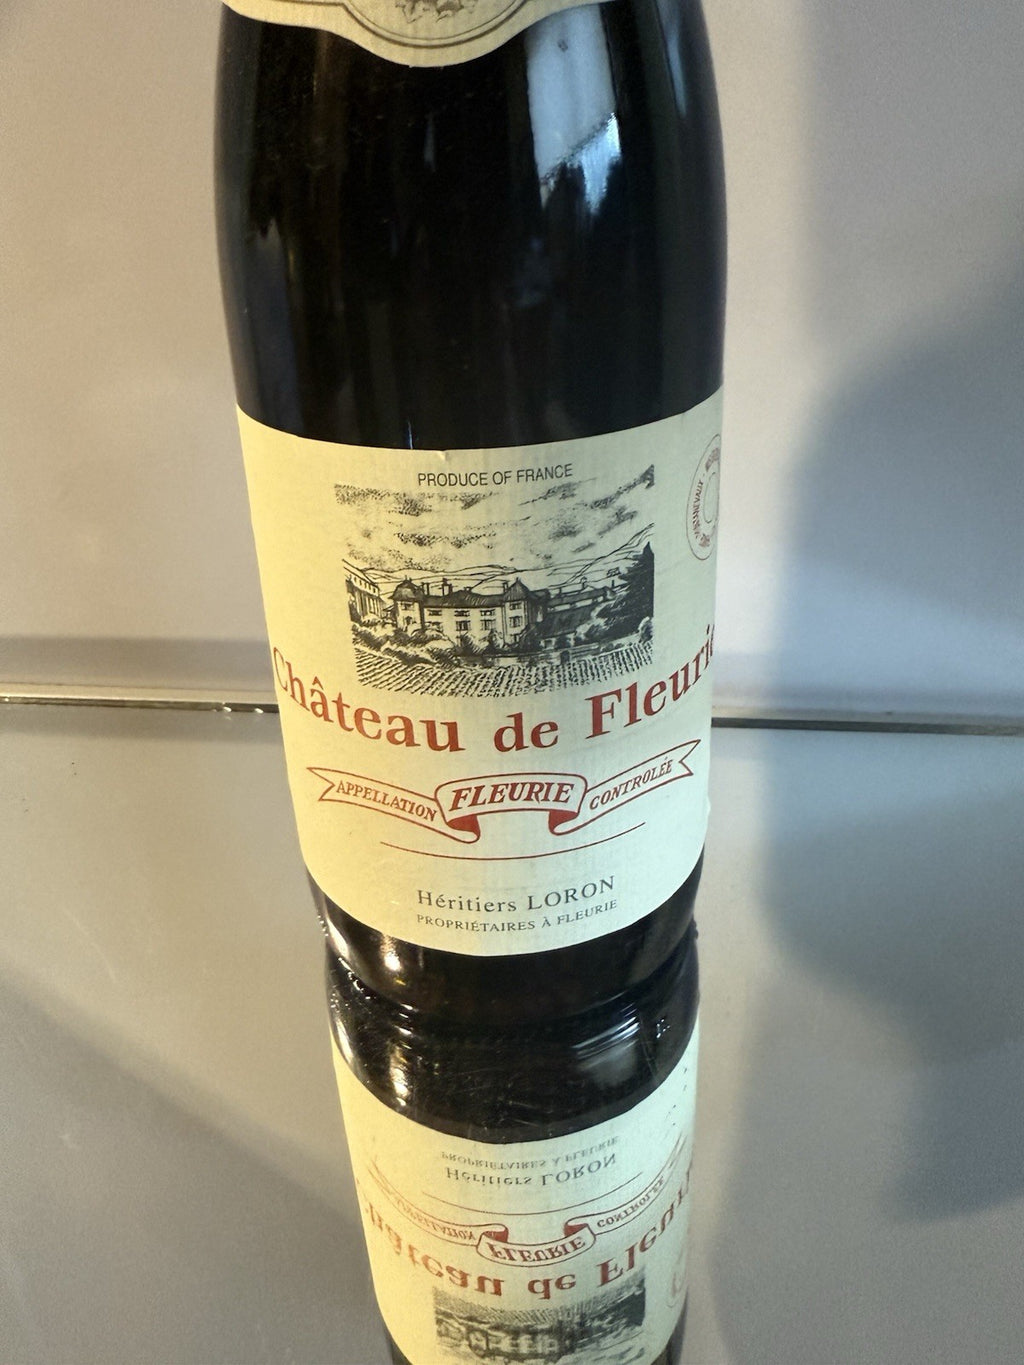 PRODUCE OF FRANCE
Château de Fleurie
APPELLATION FLEURIE CONTROLÉE
Héritiers LORON
PROPRIÉTAIRES À FLEURIE